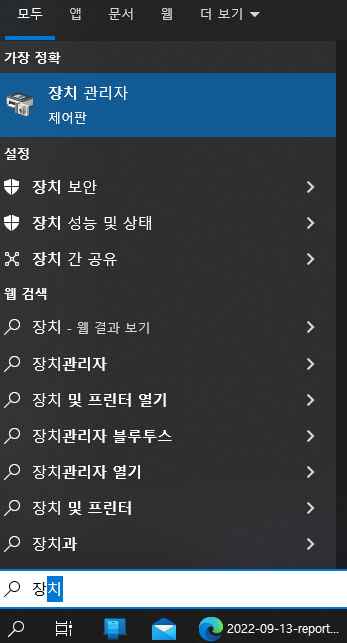 모두 앱 문서 웹 더 보기
가장 정확
장치 관리자
제어판
설정
장치 보안
장치 성능 및 상태
장치 간 공유
웹 검색
장치 - 웹 결과 보기
장치관리자
장치 및 프린터 열기
장치관리자 블루투스
장치관리자 열기
장치 및 프린터
장치과
장치
2022-09-13-report...